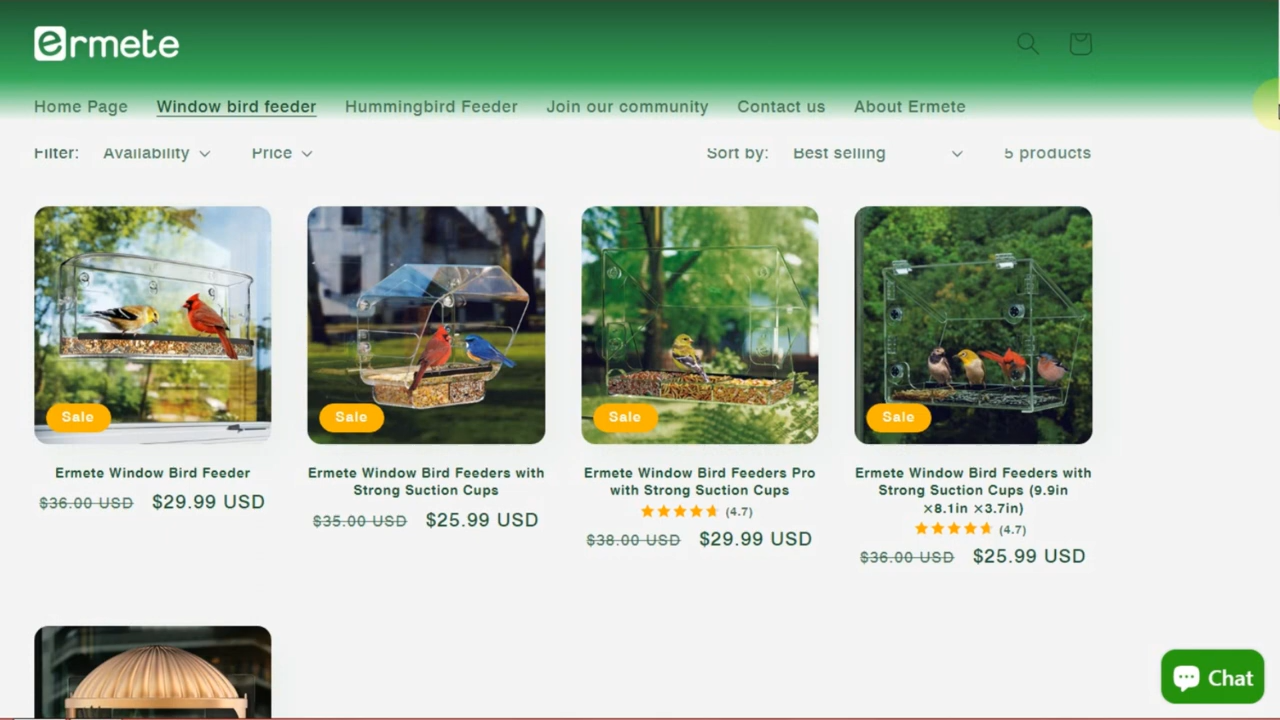 ermete
Home Page Window bird feeder Hummingbird Feeder Join our community Contact us About Ermete
Filter: Availability Price Sort by: Best selling 5 products
Sale Sale Sale Sale
Ermete Window Bird Feeder
$36.00 USD $29.99 USD
Ermete Window Bird Feeders with
Strong Suction Cups
$35.00 USD $25.99 USD
Ermete Window Bird Feeders Pro
with Strong Suction Cups
(4.7)
$38.00 USD $29.99 USD
Ermete Window Bird Feeders with
Strong Suction Cups (9.9in
×8.1in ×3.7in)
(4.7)
$36.00 USD $25.99 USD
Chat